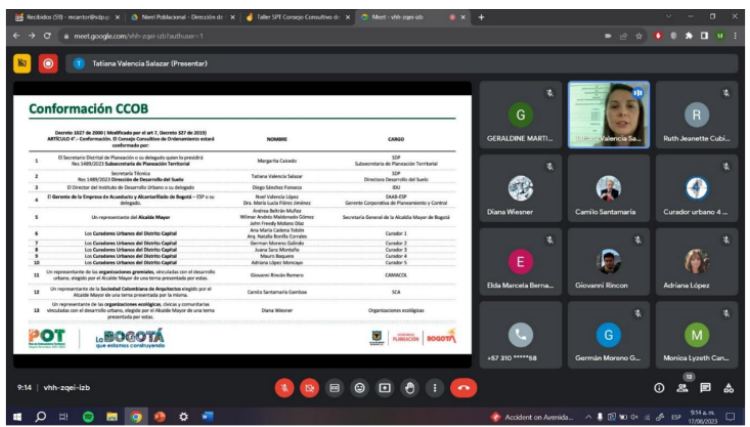 Recibidos (59) - mcantor@sdp.g
Nivel Poblacional - Dirección de
Taller SPT Consejo Consultivo de
Meet - vhh-zqei-izb
meet.google.com/vhh-zqei-izb?authuser=1
Tatiana Valencia Salazar (Presentar)
Conformación CCOB
Decreto 1627 de 2000 (Modificado por el art 7, Decreto 327 de 2019)
ARTÍCULO 4°.- Conformación. El Consejo Consultivo de Ordenamiento estará
conformado por:
NOMBRE
CARGO
1
El Secretario Distrital de Planeación o su delegado quien lo presidirá
Res 1489/2023 Subsecretaria de Planeación Territorial
Margarita Caicedo
SDP
Subsecretaria de Planeación Territorial
2
Secretaría Técnica
Res 1489/2023 Dirección de Desarrollo del Suelo
Tatiana Valencia Salazar
SDP
Directora Desarrollo del Suelo
3
El Director del Instituto de Desarrollo Urbano o su delegado
Diego Sánchez Fonseca
IDU
4
El Gerente de la Empresa de Acueducto y Alcantarillado de Bogotá – ESP o su
delegado.
Noel Valencia López
Dra. María Lucía Flórez Jiménez
EAAB-ESP
Gerente Corporativa de Planeamiento y Control
5
Un representante del Alcalde Mayor
Andrea Beltrán Muñoz
Wilmar Andrés Maldonado Gómez
John Freedy Molano Díaz
Secretaría General de la Alcaldía Mayor de Bogotá
6
Los Curadores Urbanos del Distrito Capital
Ana María Cadena Tobón
Arq. Natalia Bonilla Corrales
Curador 1
7
Los Curadores Urbanos del Distrito Capital
German Moreno Galindo
Curador 2
8
Los Curadores Urbanos del Distrito Capital
Juana Sanz Montaño
Curador 3
9
Los Curadores Urbanos del Distrito Capital
Mauro Baquero
Curador 4
10
Los Curadores Urbanos del Distrito Capital
Adriana López Moncayo
Curador 5
11
Un representante de las organizaciones gremiales, vinculadas con el desarrollo
urbano, elegido por el Alcalde Mayor de una terna presentada por estas.
Giovanni Rincón Romero
CAMACOL
12
Un representante de la Sociedad Colombiana de Arquitectos elegido por el
Alcalde Mayor de una terna presentada por la misma.
Camilo Santamaría Gamboa
SCA
13
Un representante de las organizaciones ecológicas, cívicas y comunitarias
vinculadas con el desarrollo urbano, elegido por el Alcalde Mayor de una terna
presentada por estas.
Diana Wiesner
Organizaciones ecológicas
POT
La BOGOTÁ
que estamos construyendo
PLANEACIÓN
BOGOTÁ
G
GERALDINE MARTI...
Tatiana Valencia Sa...
R
Ruth Jeanette Cubi...
Diana Wiesner
Camilo Santamaria
Curador urbano 4 ...
E
Elda Marcela Berna...
Giovanni Rincon
Adriana López
+57 310 *****58
G
Germán Moreno G...
M
Monica Lyzeth Can...
9:14 | vhh-zqei-izb
13
Accident on Avenida...
ESP
9:14 a. m.
17/08/2023